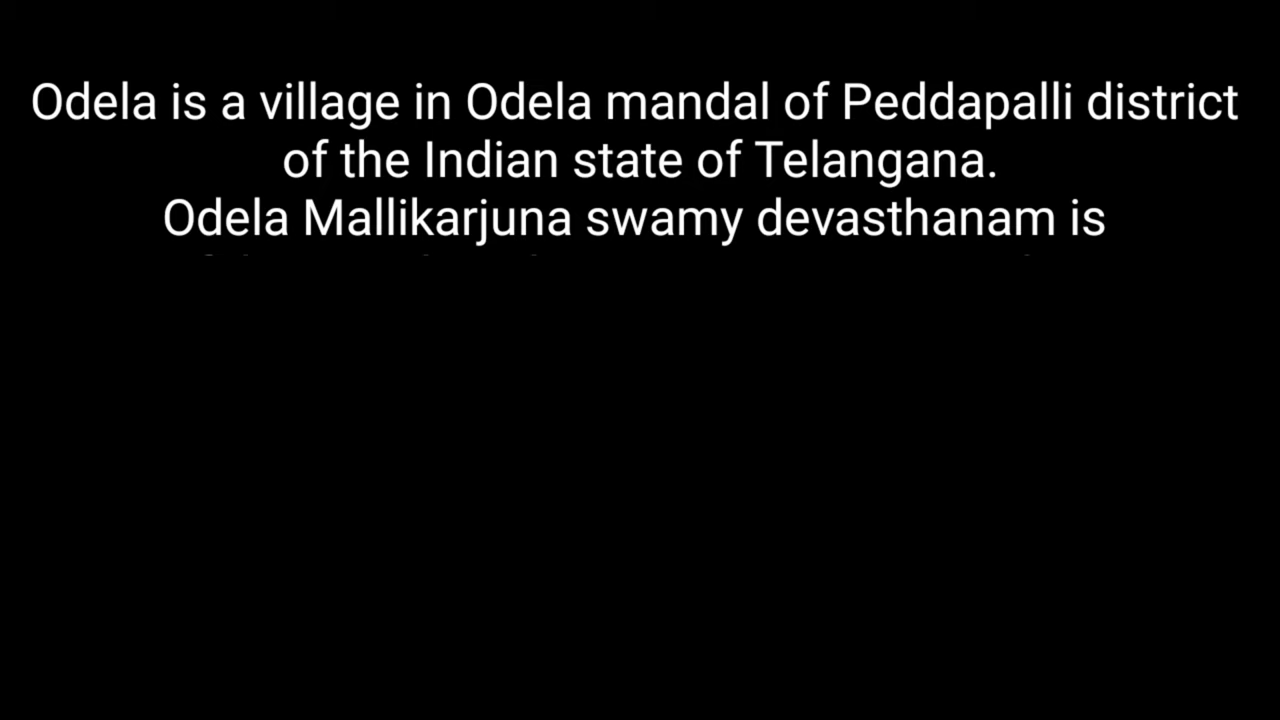 Odela is a village in Odela mandal of Peddapalli district
of the Indian state of Telangana.
Odela Mallikarjuna swamy devasthanam is